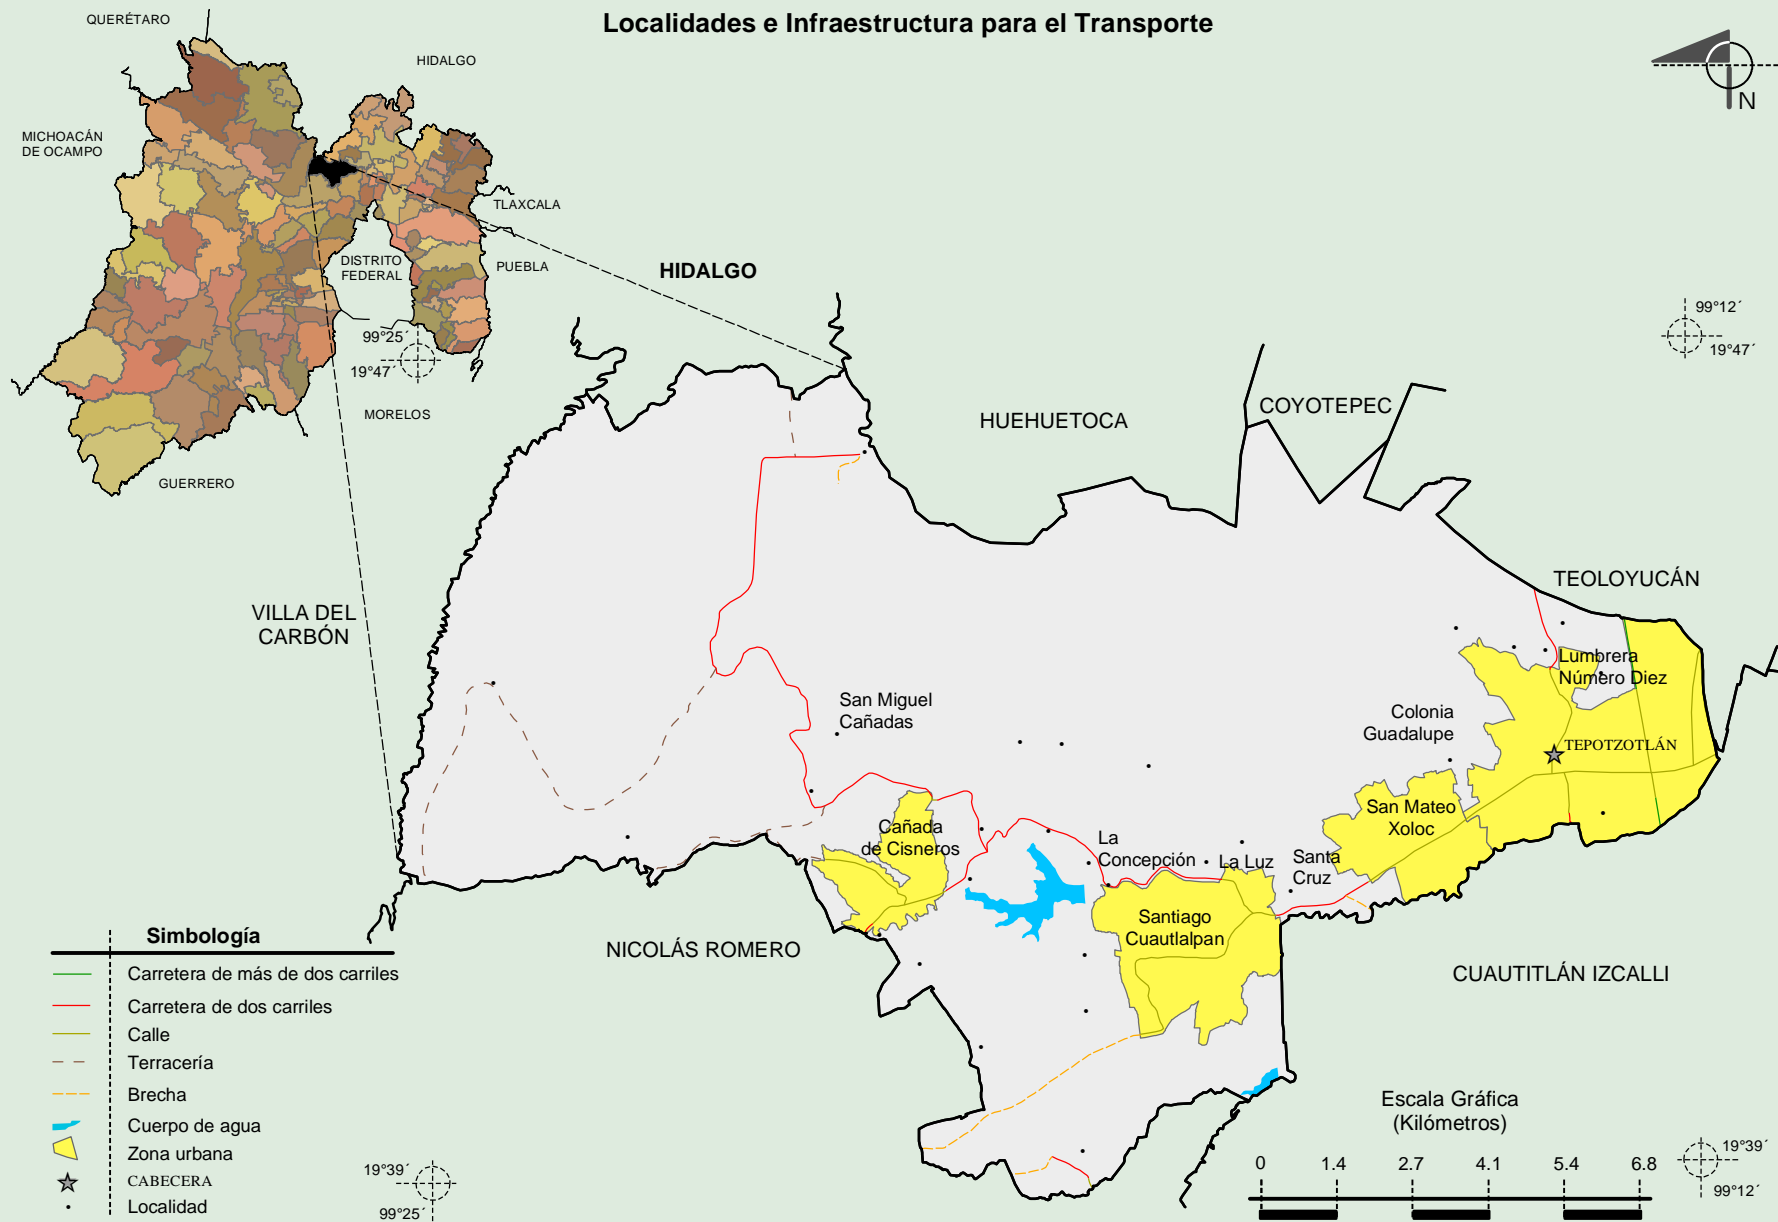 Localidades e Infraestructura para el Transporte
QUERÉTARO
HIDALGO
MICHOACÁN
DE OCAMPO
TLAXCALA
DISTRITO
FEDERAL
PUEBLA
MORELOS
GUERRERO
N
99°25´
19°47´
99°12´
19°47´
HIDALGO
HUEHUETOCA
COYOTEPEC
TEOLOYUCÁN
VILLA DEL
CARBÓN
San Miguel
Cañadas
Lumbrera
Número Diez
Colonia
Guadalupe
TEPOTZOTLÁN
San Mateo
Xoloc
Cañada
de Cisneros
La
Concepción
La Luz
Santa
Cruz
Santiago
Cuautlalpan
NICOLÁS ROMERO
CUAUTITLÁN IZCALLI
Simbología
Carretera de más de dos carriles
Carretera de dos carriles
Calle
Terracería
Brecha
Cuerpo de agua
Zona urbana
CABECERA
Localidad
19°39´
99°25´
Escala Gráfica
(Kilómetros)
0 1.4 2.7 4.1 5.4 6.8
19°39´
99°12´